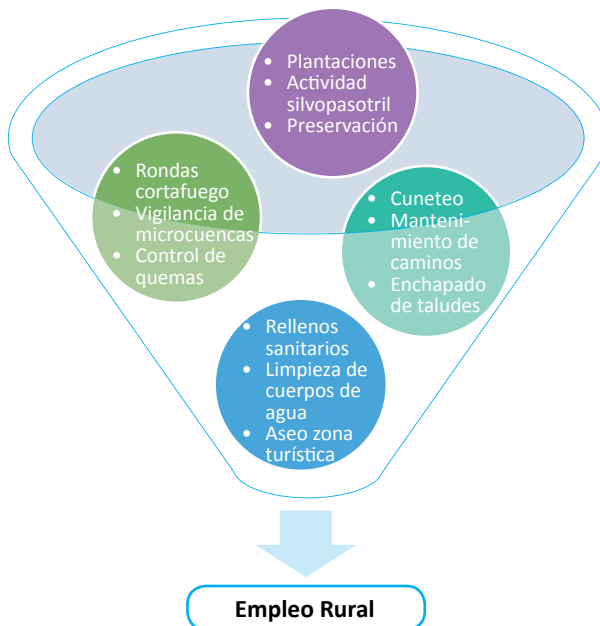 • Plantaciones
• Actividad
silvopasotril
• Preservación
• Rondas
cortafuego
• Vigilancia de
microcuencas
• Control de
quemas
• Cuneteo
• Manteni-
miento de
caminos
• Enchapado
de taludes
• Rellenos
sanitarios
• Limpieza de
cuerpos de
agua
• Aseo zona
turística
Empleo Rural